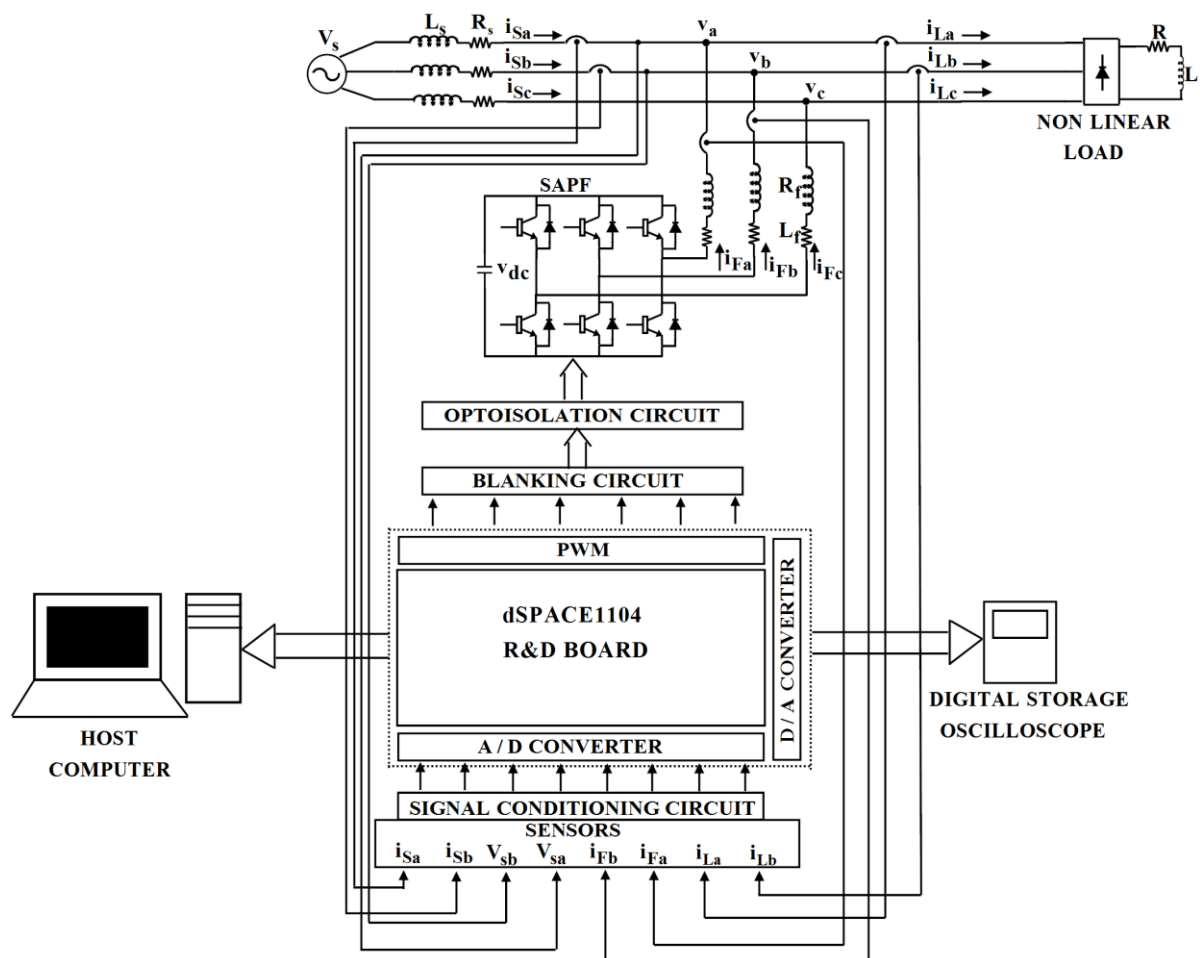 V_s
L_s
R_s
i_Sa
i_Sb
i_Sc
v_a
v_b
v_c
i_La
i_Lb
i_Lc
R
L
NON LINEAR
LOAD
SAPF
v_dc
R_f
L_f
i_Fa
i_Fb
i_Fc
OPTOISOLATION CIRCUIT
BLANKING CIRCUIT
PWM
dSPACE1104
R&D BOARD
D / A CONVERTER
A / D CONVERTER
HOST
COMPUTER
DIGITAL STORAGE
OSCILLOSCOPE
SIGNAL CONDITIONING CIRCUIT
SENSORS
i_Sa i_Sb V_sb V_sa i_Fb i_Fa i_La i_Lb